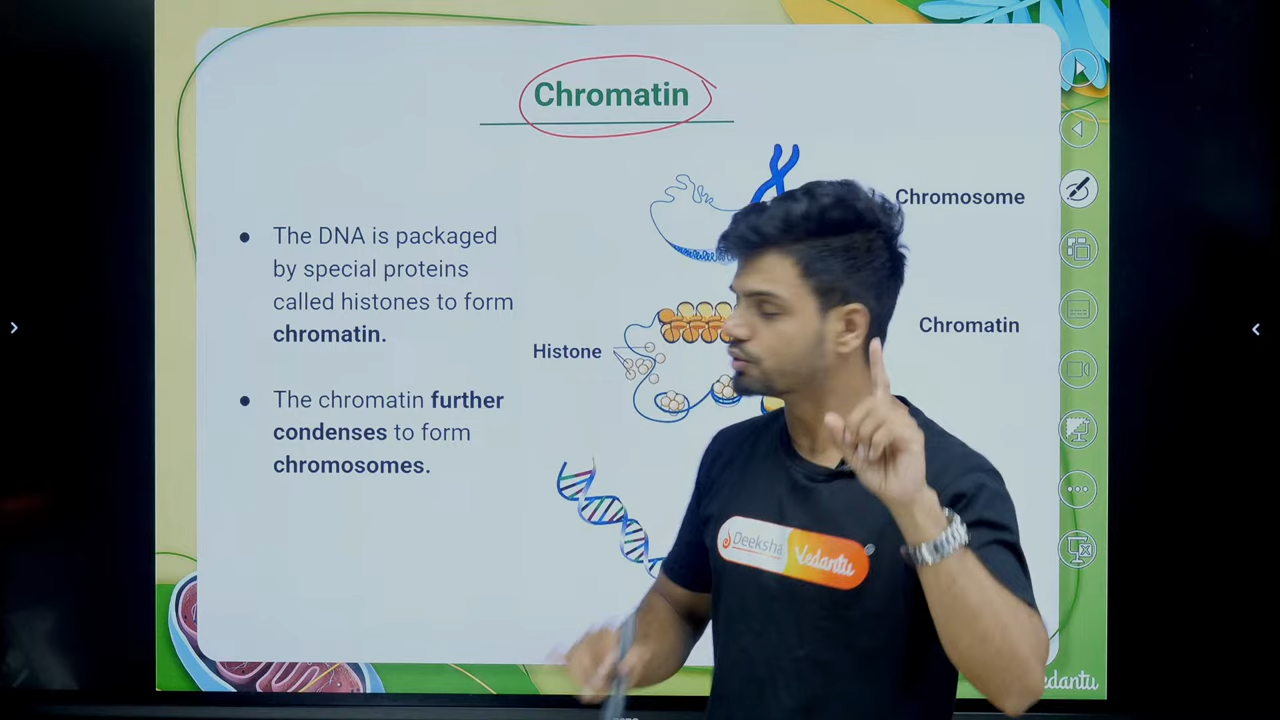 Chromatin
The DNA is packaged
by special proteins
called histones to form
chromatin.
The chromatin further
condenses to form
chromosomes.
Chromosome
Chromatin
Histone
Deeksha
Vedantu